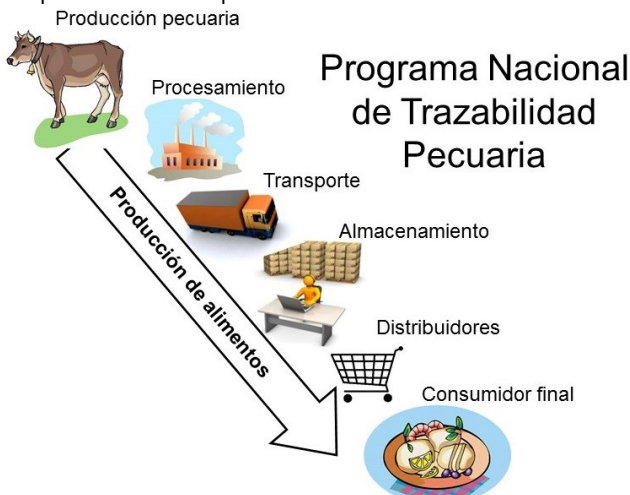 Producción pecuaria
Programa Nacional
de Trazabilidad
Pecuaria
Procesamiento
Transporte
Almacenamiento
Distribuidores
Consumidor final
Producción de alimentos